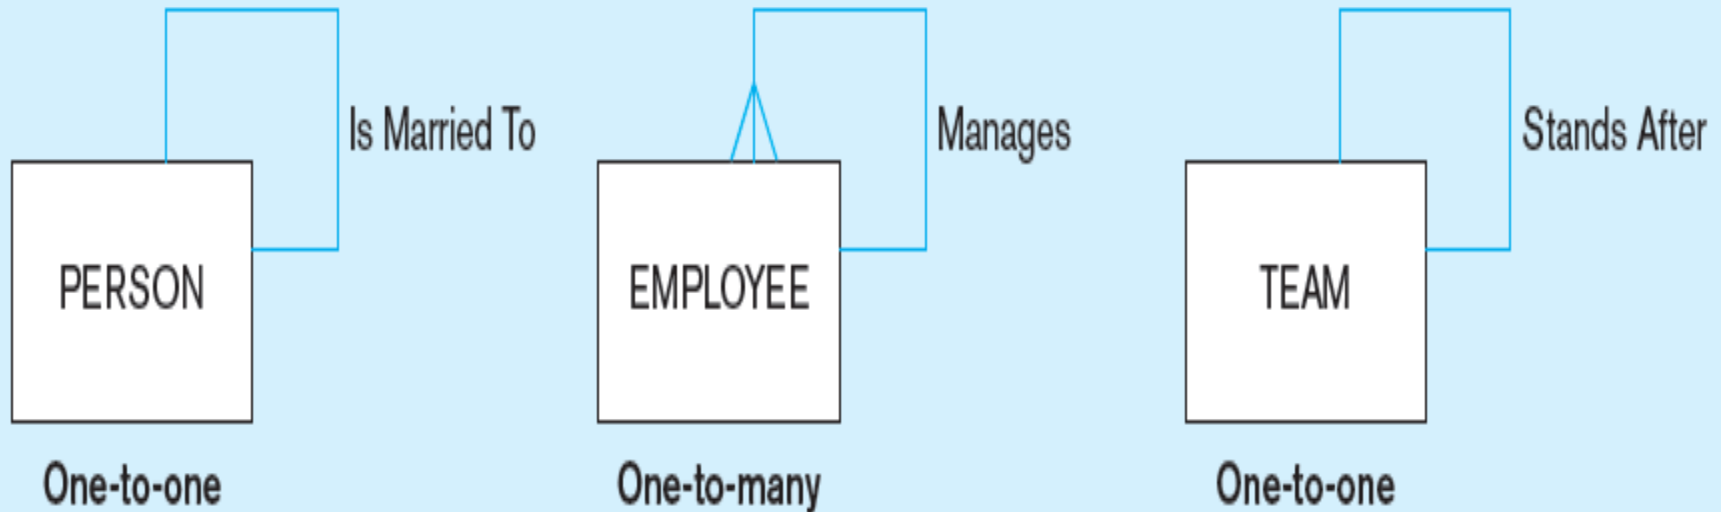 Is Married To
Manages
Stands After
PERSON
EMPLOYEE
TEAM
One-to-one
One-to-many
One-to-one